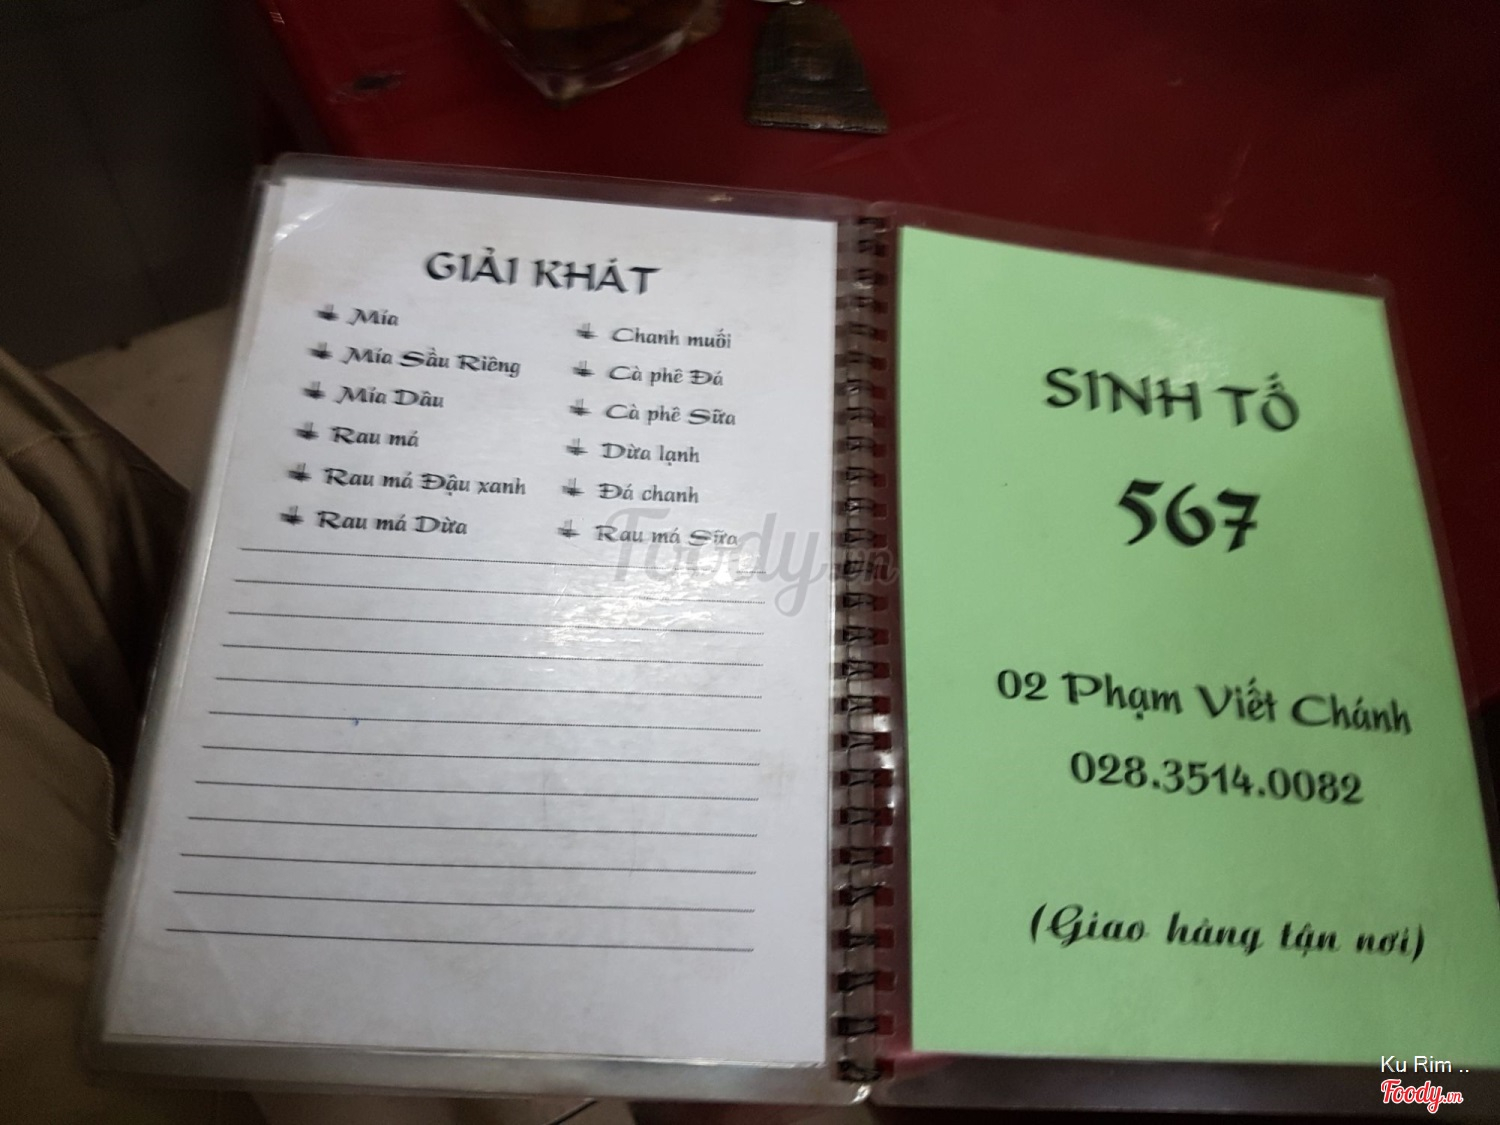 GIẢI KHÁT
Mía
Mía Sầu Riêng
Mía Dâu
Rau má
Rau má Đậu xanh
Rau má Dừa
Chanh muối
Cà phê Đá
Cà phê Sữa
Dừa lạnh
Đá chanh
Rau má Sữa
SINH TỐ
567
02 Phạm Viết Chánh
028.3514.0082
(Giao hàng tận nơi)
Foody.vn
Ku Rim ..
Foody.vn